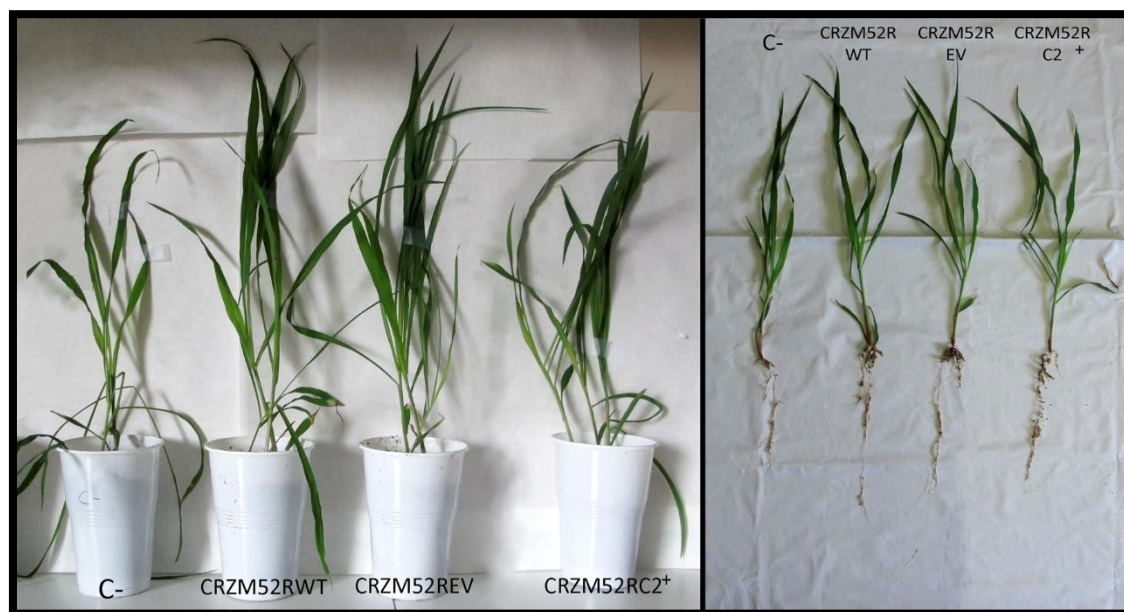 C-
CRZM52RWT
CRZM52REV
CRZM52RC2+
C-
C-
CRZM52R
WT
CRZM52R
EV
CRZM52R
C2 +